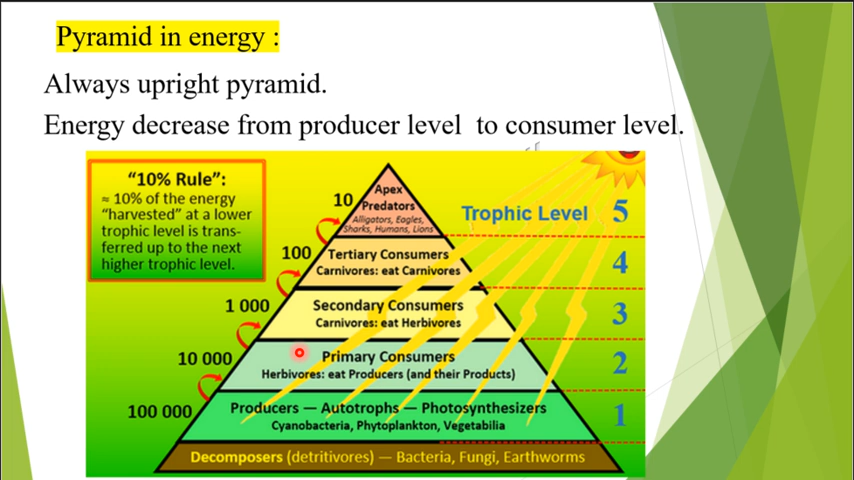 Pyramid in energy :
Always upright pyramid.
Energy decrease from producer level to consumer level.
“10% Rule”:
≈ 10% of the energy
“harvested” at a lower
trophic level is trans-
ferred up to the next
higher trophic level.
10
Apex
Predators
Alligators, Eagles,
Sharks, Humans, Lions
Trophic Level 5
100
Tertiary Consumers
Carnivores: eat Carnivores
4
1 000
Secondary Consumers
Carnivores: eat Herbivores
3
10 000
Primary Consumers
Herbivores: eat Producers (and their Products)
2
100 000
Producers — Autotrophs — Photosynthesizers
Cyanobacteria, Phytoplankton, Vegetabilia
1
Decomposers (detritivores) — Bacteria, Fungi, Earthworms